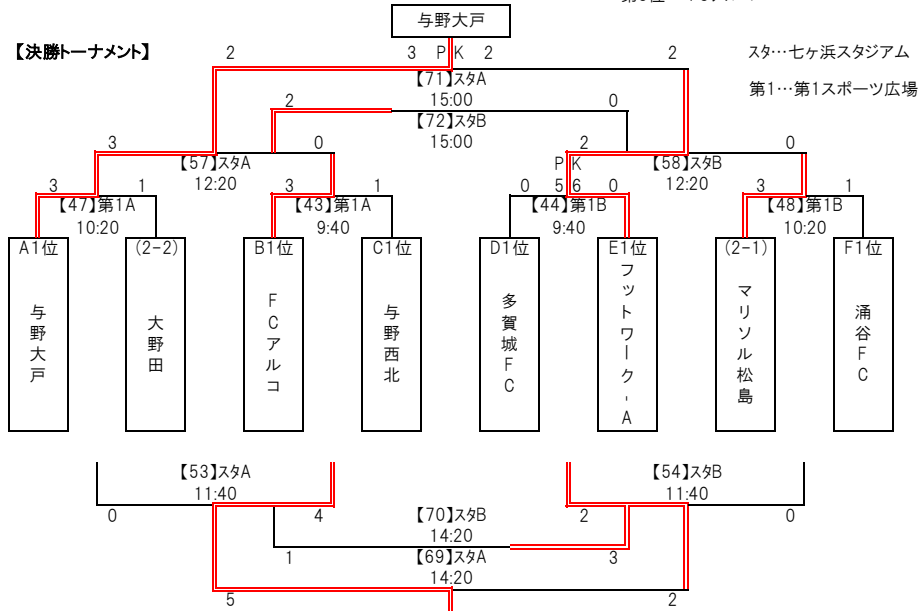 与野大戸
【決勝トーナメント】
2 3 PK 2 2
スタ…七ヶ浜スタジアム
【71】スタA
15:00
第1…第1スポーツ広場
2 0
【72】スタB
15:00
3 0 2 0
【57】スタA
12:20
PK
【58】スタB
12:20
3 1 3 1 0 5 6 0 3 1
【47】第1A
10:20
【43】第1A
9:40
【44】第1B
9:40
【48】第1B
10:20
A1位
与野大戸
(2-2)
大野田
B1位
FCアルコ
C1位
与野西北
D1位
多賀城FC
E1位
フットワーク-A
(2-1)
マリソル松島
F1位
涌谷FC
【53】スタA
11:40
【54】スタB
11:40
0 4 2 0
【70】スタB
14:20
1 3
【69】スタA
14:20
5 2